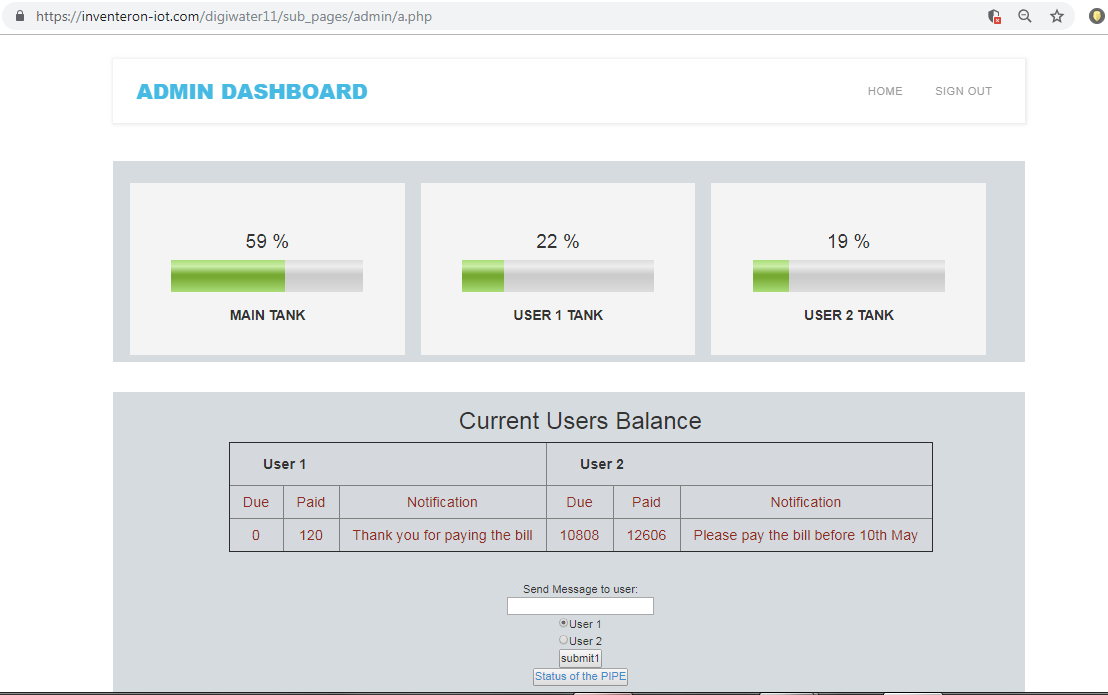 https://inventeron-iot.com/digiwater11/sub_pages/admin/a.php
ADMIN DASHBOARD HOME SIGN OUT
59 % 22 % 19 %
MAIN TANK USER 1 TANK USER 2 TANK
Current Users Balance
User 1 User 2
Due Paid Notification Due Paid Notification
0 120 Thank you for paying the bill 10808 12606 Please pay the bill before 10th May
Send Message to user:
User 1
User 2
submit1
Status of the PIPE